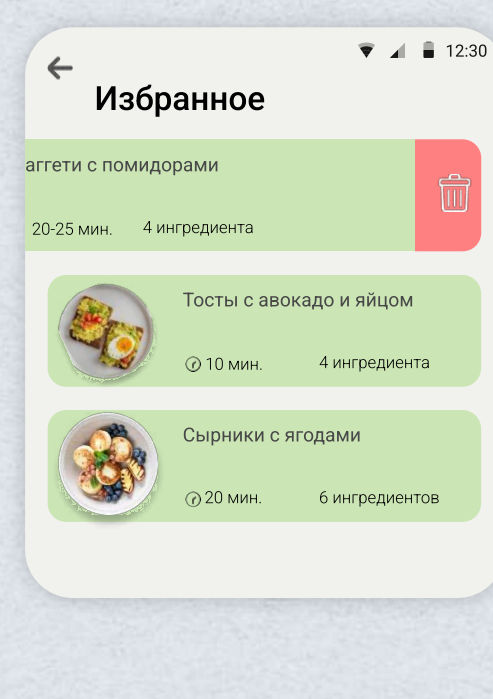 12:30
Избранное
аггети с помидорами
20-25 мин.
4 ингредиента
Тосты с авокадо и яйцом
10 мин.
4 ингредиента
Сырники с ягодами
20 мин.
6 ингредиентов